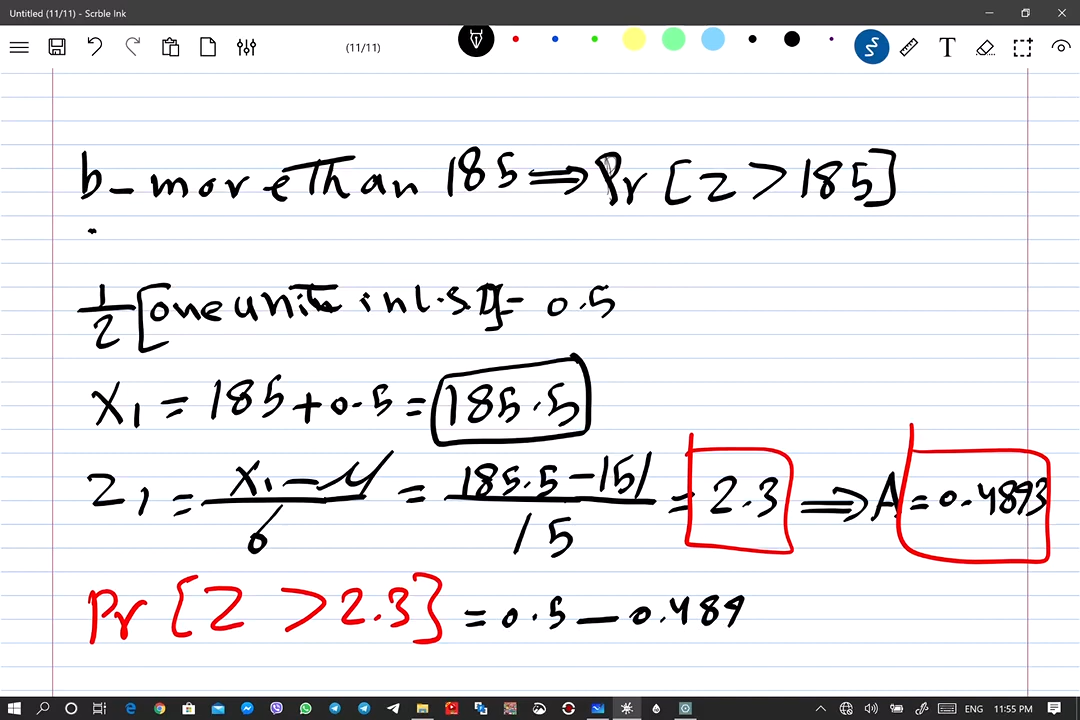 Untitled (11/11) - Scrble Ink
(11/11)
b - more Than 185 ⟹ Pr [Z > 185]
1/2 [one unit in l.s.d] = 0.5
X₁ = 185 + 0.5 = 185.5
Z₁ = (X₁ - μ)/σ = (185.5 - 151)/15 = 2.3 ⟹ A = 0.4893
Pr [Z > 2.3] = 0.5 - 0.489
ENG 11:55 PM